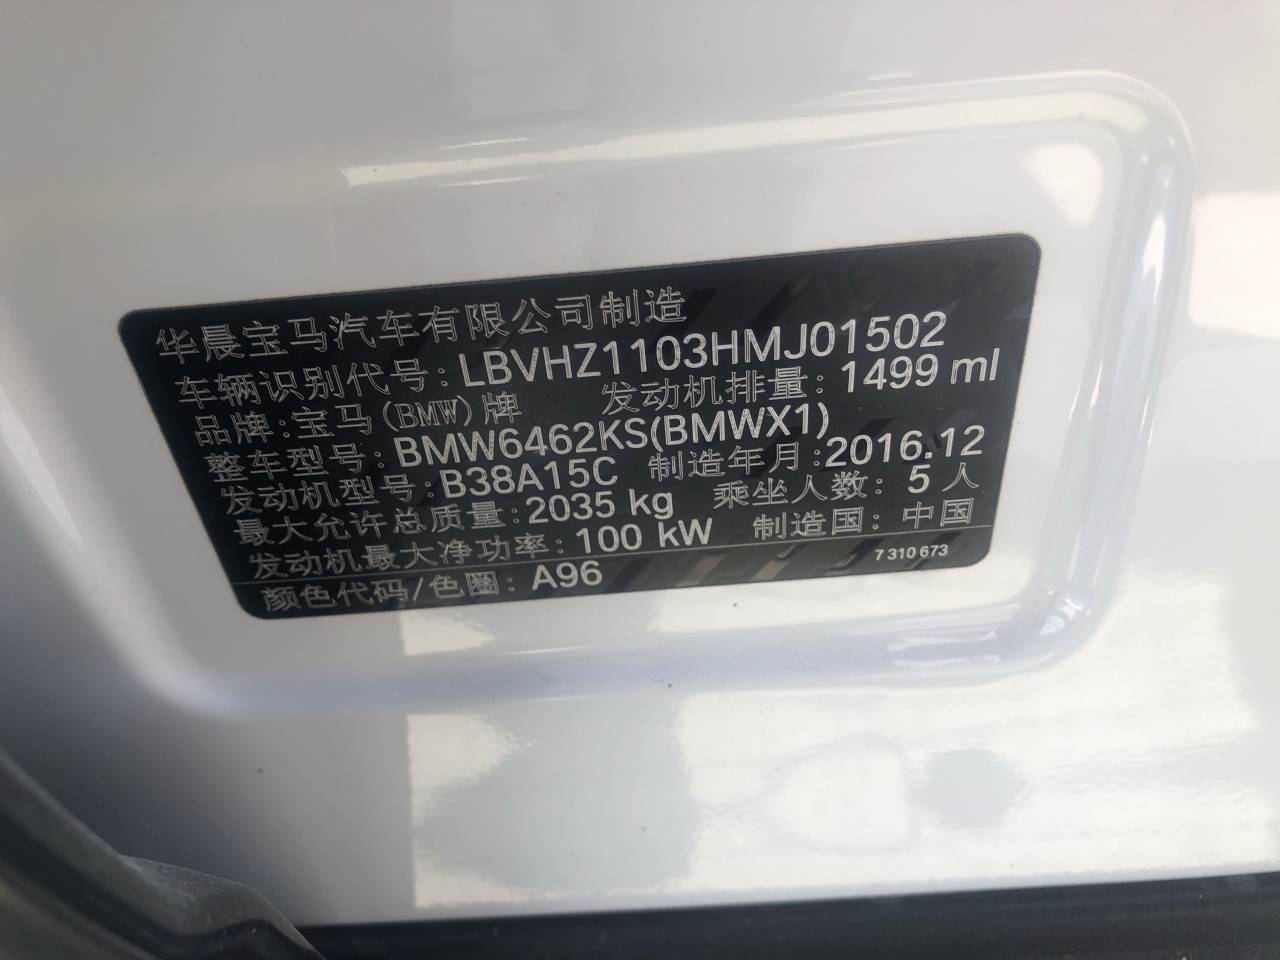 华晨宝马汽车有限公司制造
车辆识别代号: LBVHZ1103HMJ01502
品牌: 宝马(BMW)牌 发动机排量: 1499 ml
整车型号: BMW6462KS(BMWX1)
发动机型号: B38A15C 制造年月: 2016.12
最大允许总质量: 2035 kg 乘坐人数: 5 人
发动机最大净功率: 100 kW 制造国: 中国
颜色代码/色圈: A96 7 310 673